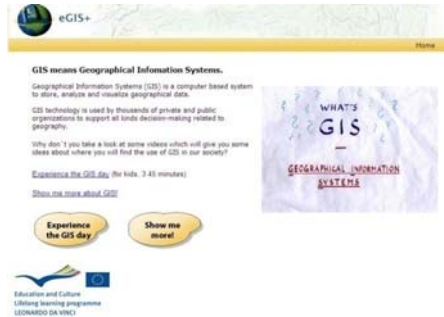 eGIS+
Home
GIS means Geographical Infomation Systems.
Geographical Information Systems (GIS) is a computer based system
to store, analyze and visualize geographical data.
GIS technology is used by thousands of private and public
organizations to support all kinds decision-making related to
geography.
Why don´t you take a look at some videos which will give you some
ideas about where you will find the use of GIS in our society?
Experience the GIS day (for kids, 3.45 minutes)
Show me more about GIS!
WHAT'S
GIS
GEOGRAPHICAL INFORMATION
SYSTEMS
Experience
the GIS day
Show me
more!
Education and Culture
Lifelong learning programme
LEONARDO DA VINCI